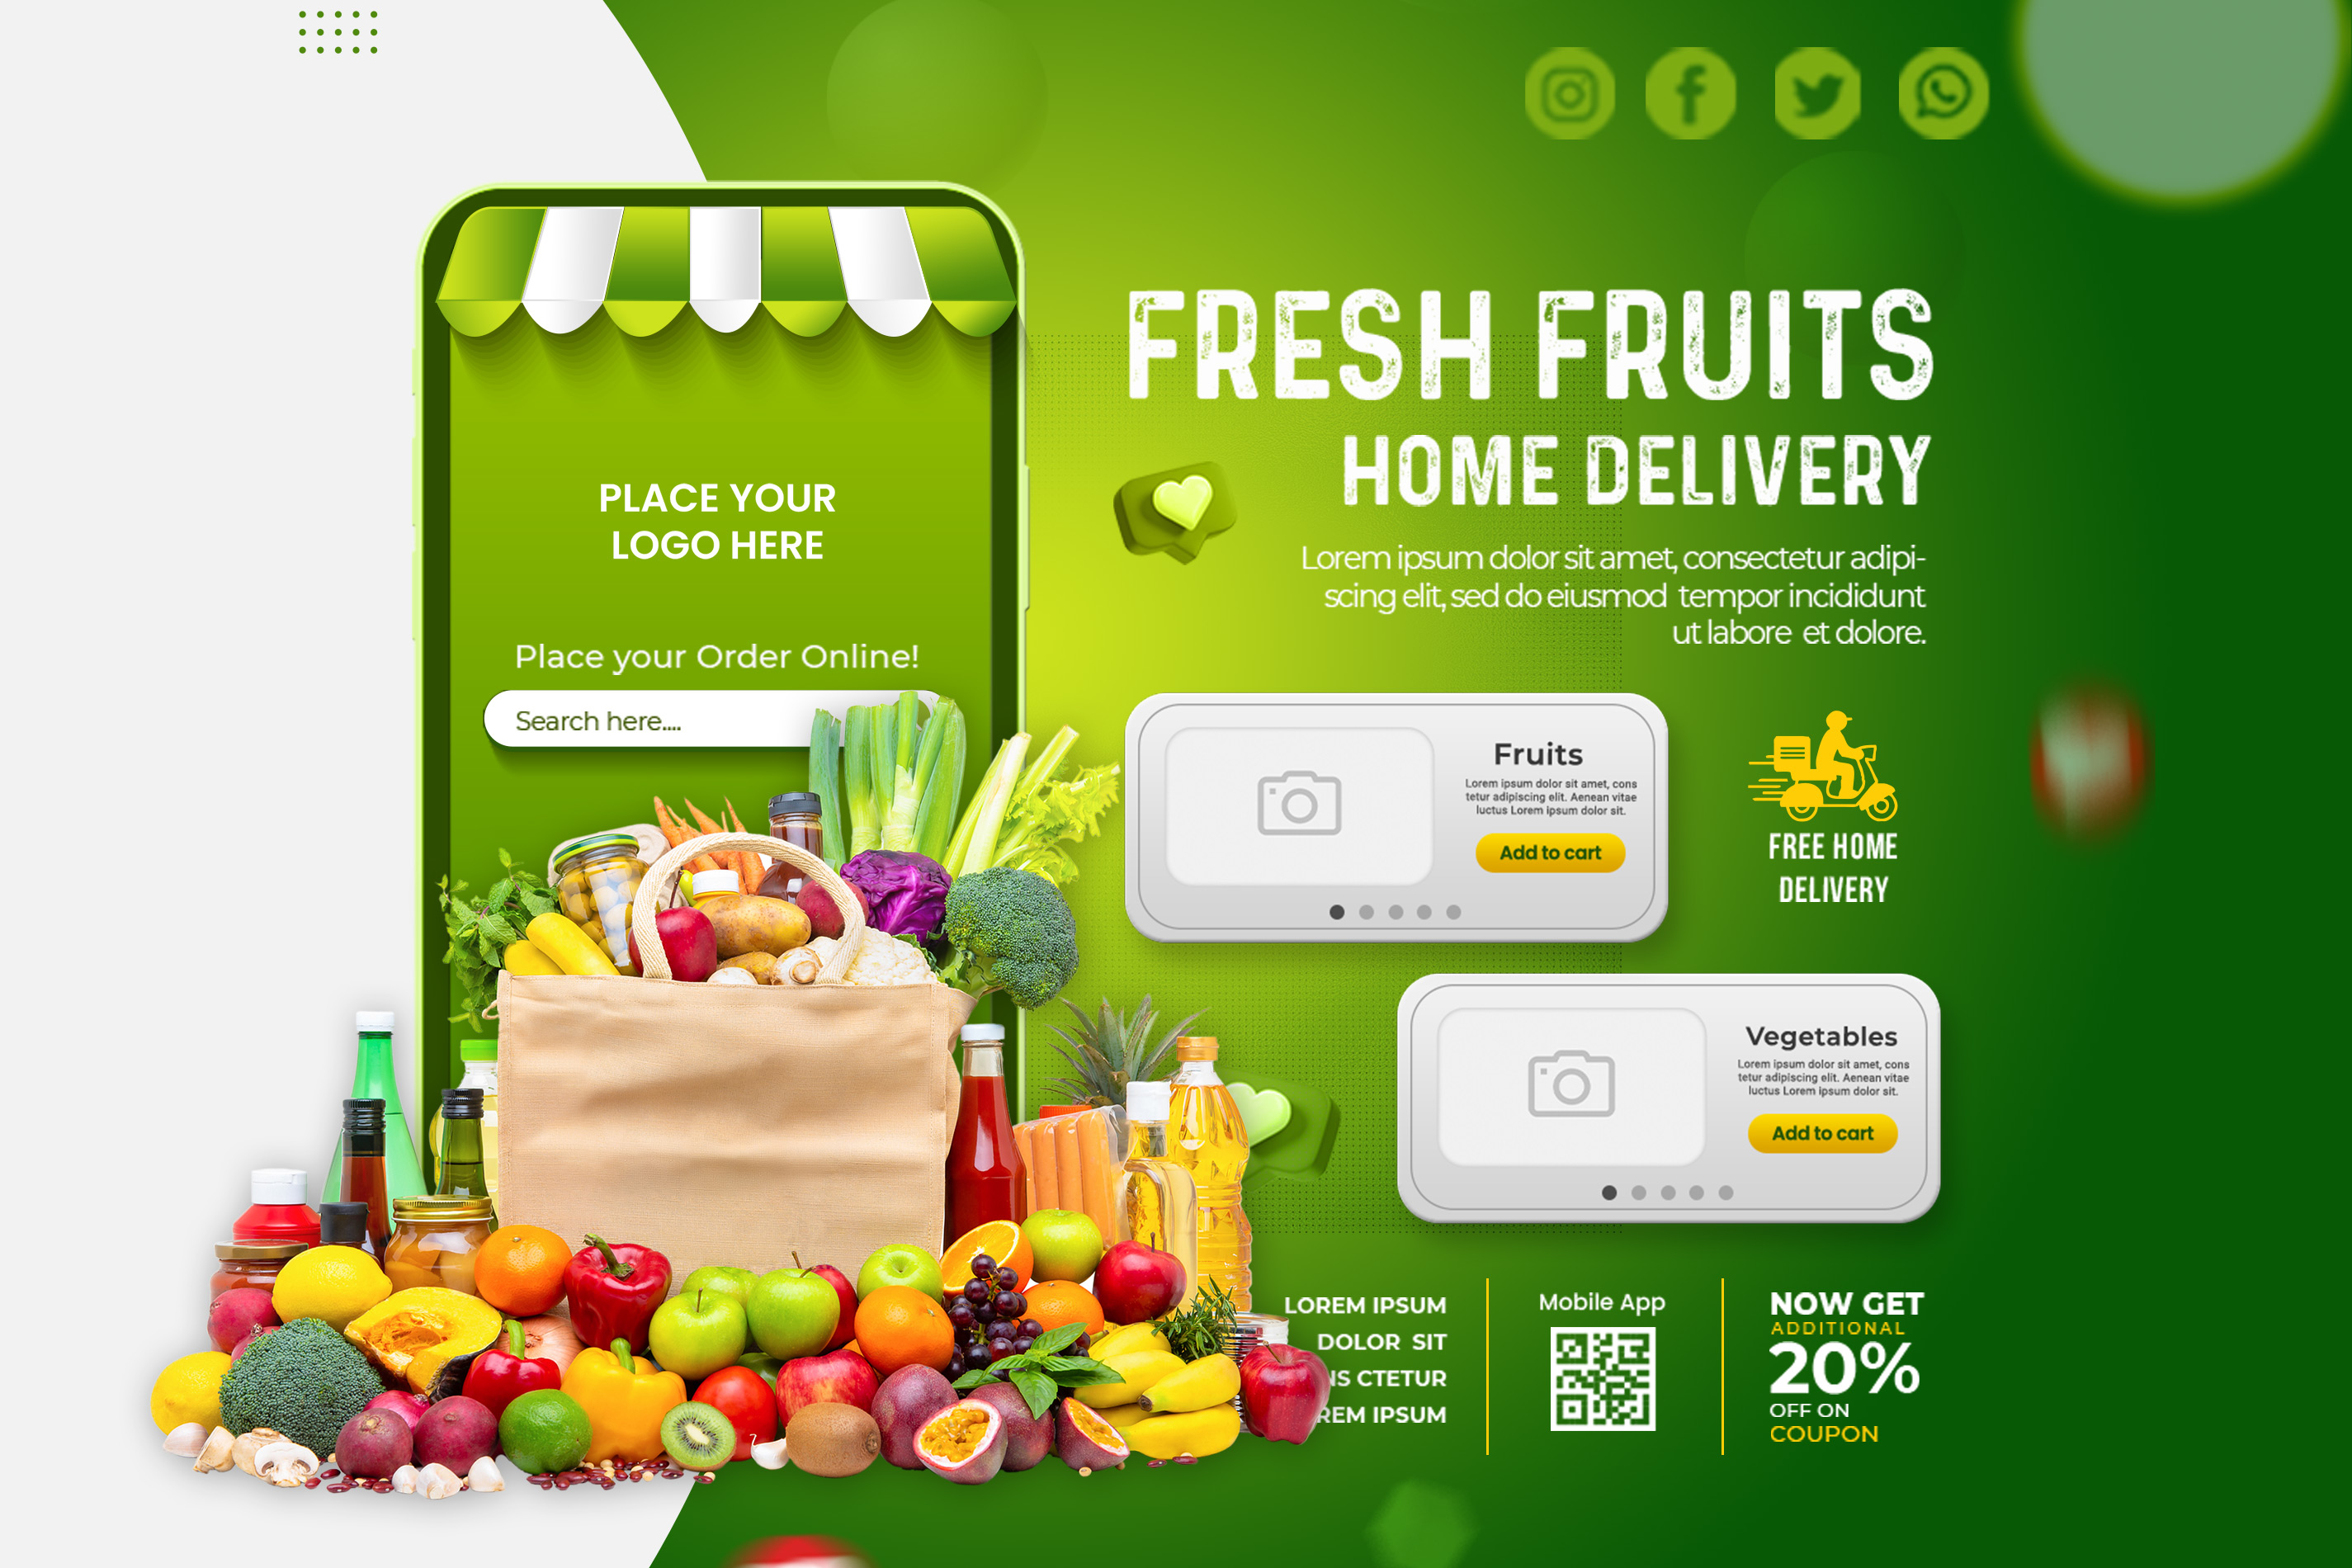 FRESH FRUITS
HOME DELIVERY
Lorem ipsum dolor sit amet, consectetur adipi-
scing elit, sed do eiusmod tempor incididunt
ut labore et dolore.
PLACE YOUR
LOGO HERE
Place your Order Online!
Search here....
Fruits
Lorem ipsum dolor sit amet, cons
tetur adipiscing elit. Aenean vitae
luctus Lorem ipsum dolor sit.
Add to cart
FREE HOME
DELIVERY
Vegetables
Lorem ipsum dolor sit amet, cons
tetur adipiscing elit. Aenean vitae
luctus Lorem ipsum dolor sit.
Add to cart
LOREM IPSUM
DOLOR SIT
NS CTETUR
REM IPSUM
Mobile App
NOW GET
ADDITIONAL
20%
OFF ON
COUPON